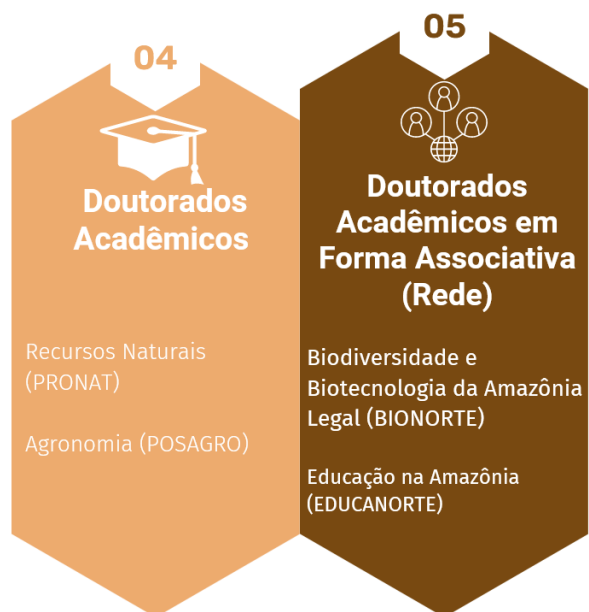 04
Doutorados
Acadêmicos
Recursos Naturais
(PRONAT)
Agronomia (POSAGRO)
05
Doutorados
Acadêmicos em
Forma Associativa
(Rede)
Biodiversidade e
Biotecnologia da Amazônia
Legal (BIONORTE)
Educação na Amazônia
(EDUCANORTE)